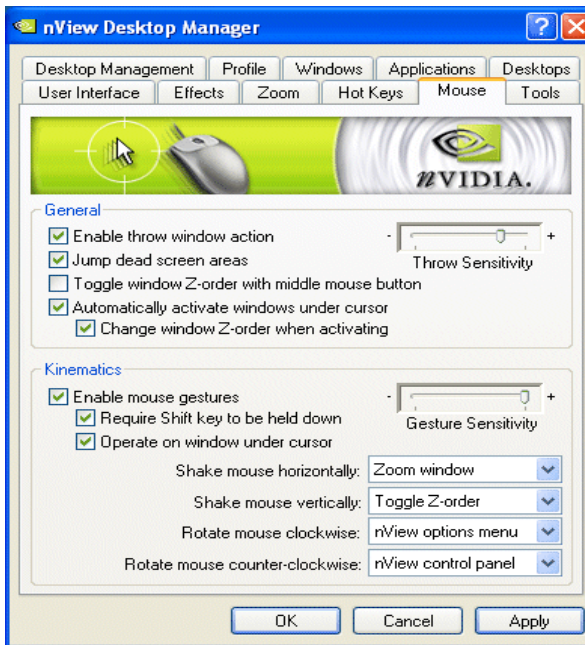 nView Desktop Manager
Desktop Management Profile Windows Applications Desktops
User Interface Effects Zoom Hot Keys Mouse Tools
nVIDIA.
General
Enable throw window action - +
Jump dead screen areas Throw Sensitivity
Toggle window Z-order with middle mouse button
Automatically activate windows under cursor
Change window Z-order when activating
Kinematics
Enable mouse gestures - +
Require Shift key to be held down Gesture Sensitivity
Operate on window under cursor
Shake mouse horizontally: Zoom window
Shake mouse vertically: Toggle Z-order
Rotate mouse clockwise: nView options menu
Rotate mouse counter-clockwise: nView control panel
OK Cancel Apply